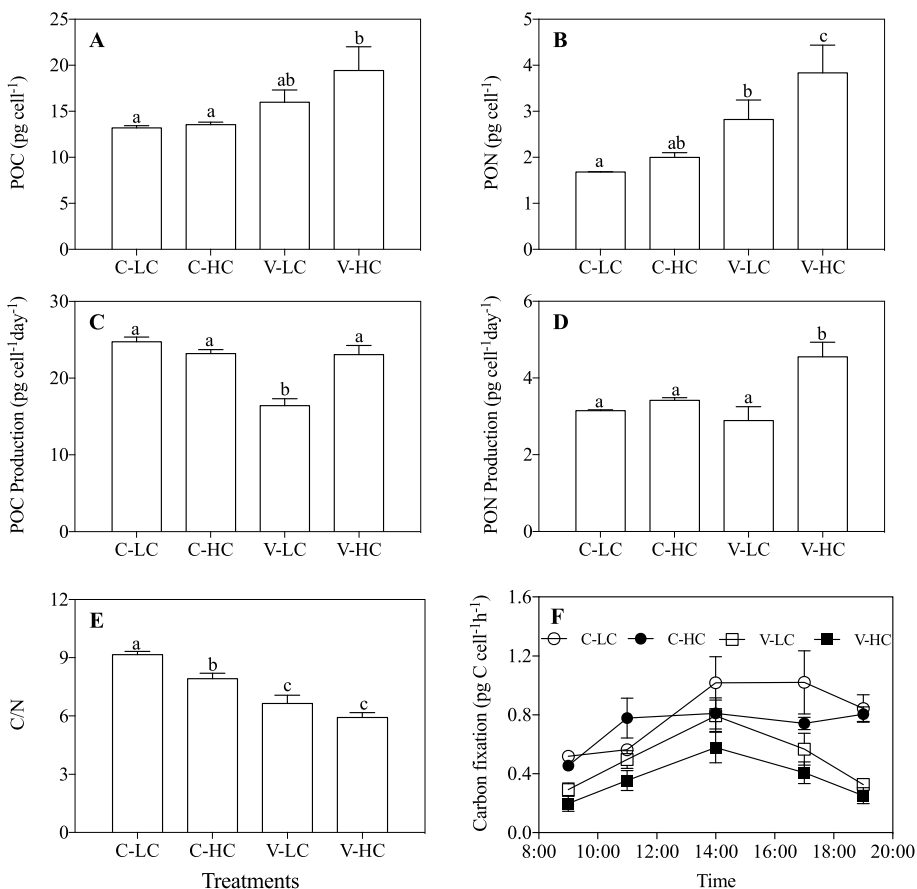 A
POC (pg cell⁻¹)
25
20
15
10
5
0
a
a
ab
b
C-LC C-HC V-LC V-HC
B
PON (pg cell⁻¹)
5
4
3
2
1
0
a
ab
b
c
C-LC C-HC V-LC V-HC
C
POC Production (pg cell⁻¹day⁻¹)
30
20
10
0
a
a
b
a
C-LC C-HC V-LC V-HC
D
PON Production (pg cell⁻¹day⁻¹)
6
4
2
0
a
a
a
b
C-LC C-HC V-LC V-HC
E
C/N
12
9
6
3
0
a
b
c
c
C-LC C-HC V-LC V-HC
Treatments
F
Carbon fixation (pg C cell⁻¹h⁻¹)
1.6
1.2
0.8
0.4
0.0
C-LC C-HC V-LC V-HC
8:00 10:00 12:00 14:00 16:00 18:00 20:00
Time